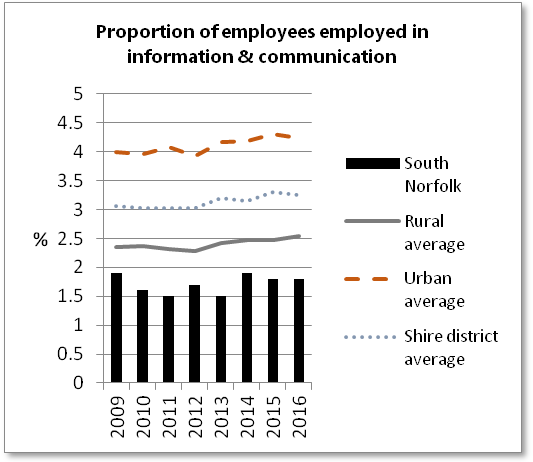 Proportion of employees employed in
information & communication
5
4.5
4
3.5
3
2.5
2
1.5
1
0.5
0
%
2009
2010
2011
2012
2013
2014
2015
2016
South
Norfolk
Rural
average
Urban
average
Shire district
average